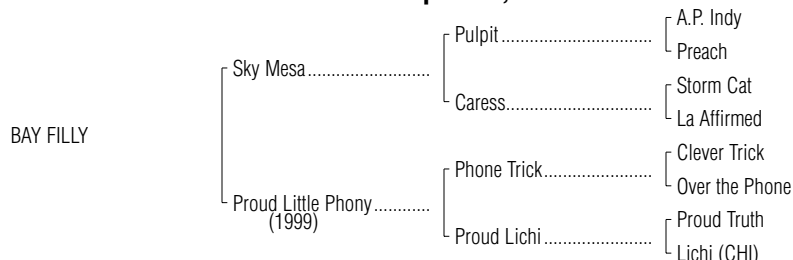 A.P. Indy
Pulpit
Preach
Sky Mesa
Storm Cat
Caress
La Affirmed
BAY FILLY
Clever Trick
Phone Trick
Over the Phone
Proud Little Phony
(1999)
Proud Truth
Proud Lichi
Lichi (CHI)